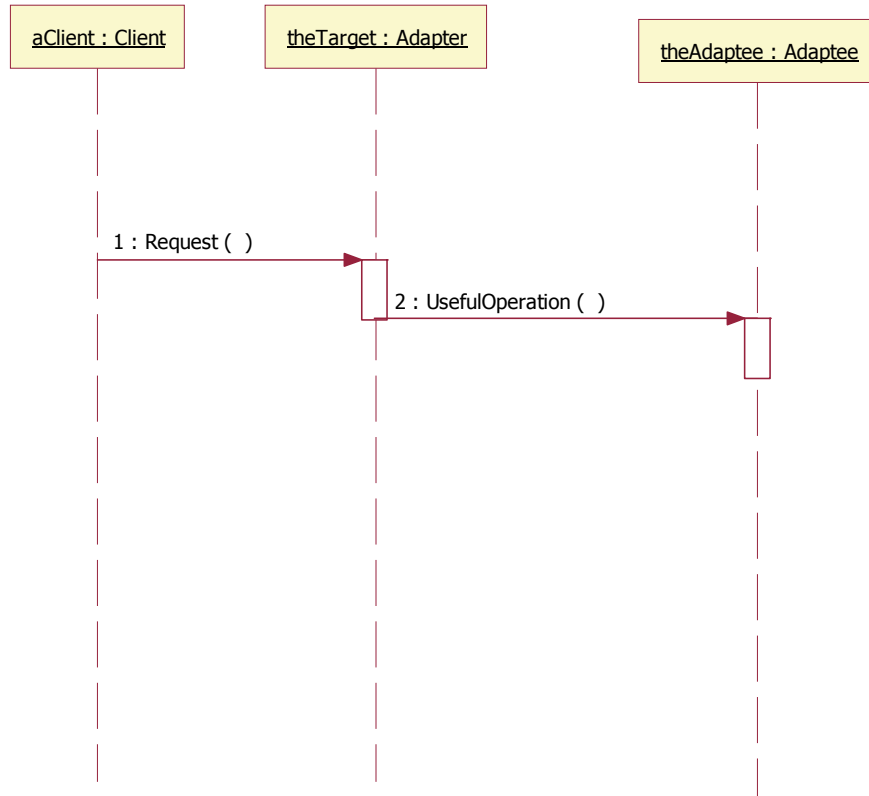 aClient : Client
theTarget : Adapter
theAdaptee : Adaptee
1 : Request ( )
2 : UsefulOperation ( )